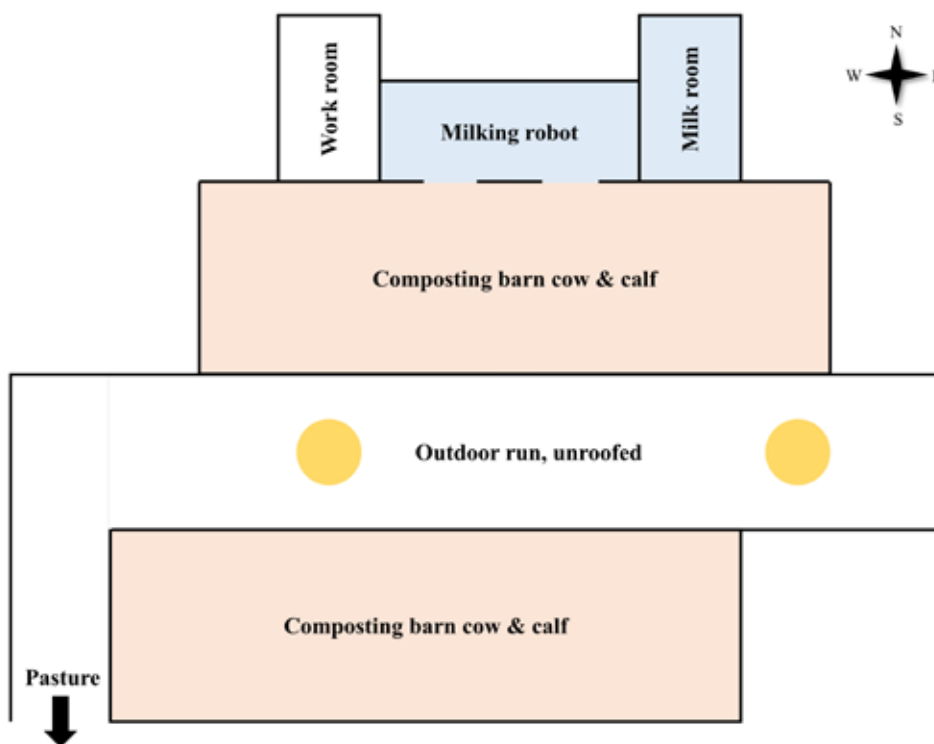 N
W
S
Work room
Milking robot
Milk room
Composting barn cow & calf
Outdoor run, unroofed
Composting barn cow & calf
Pasture